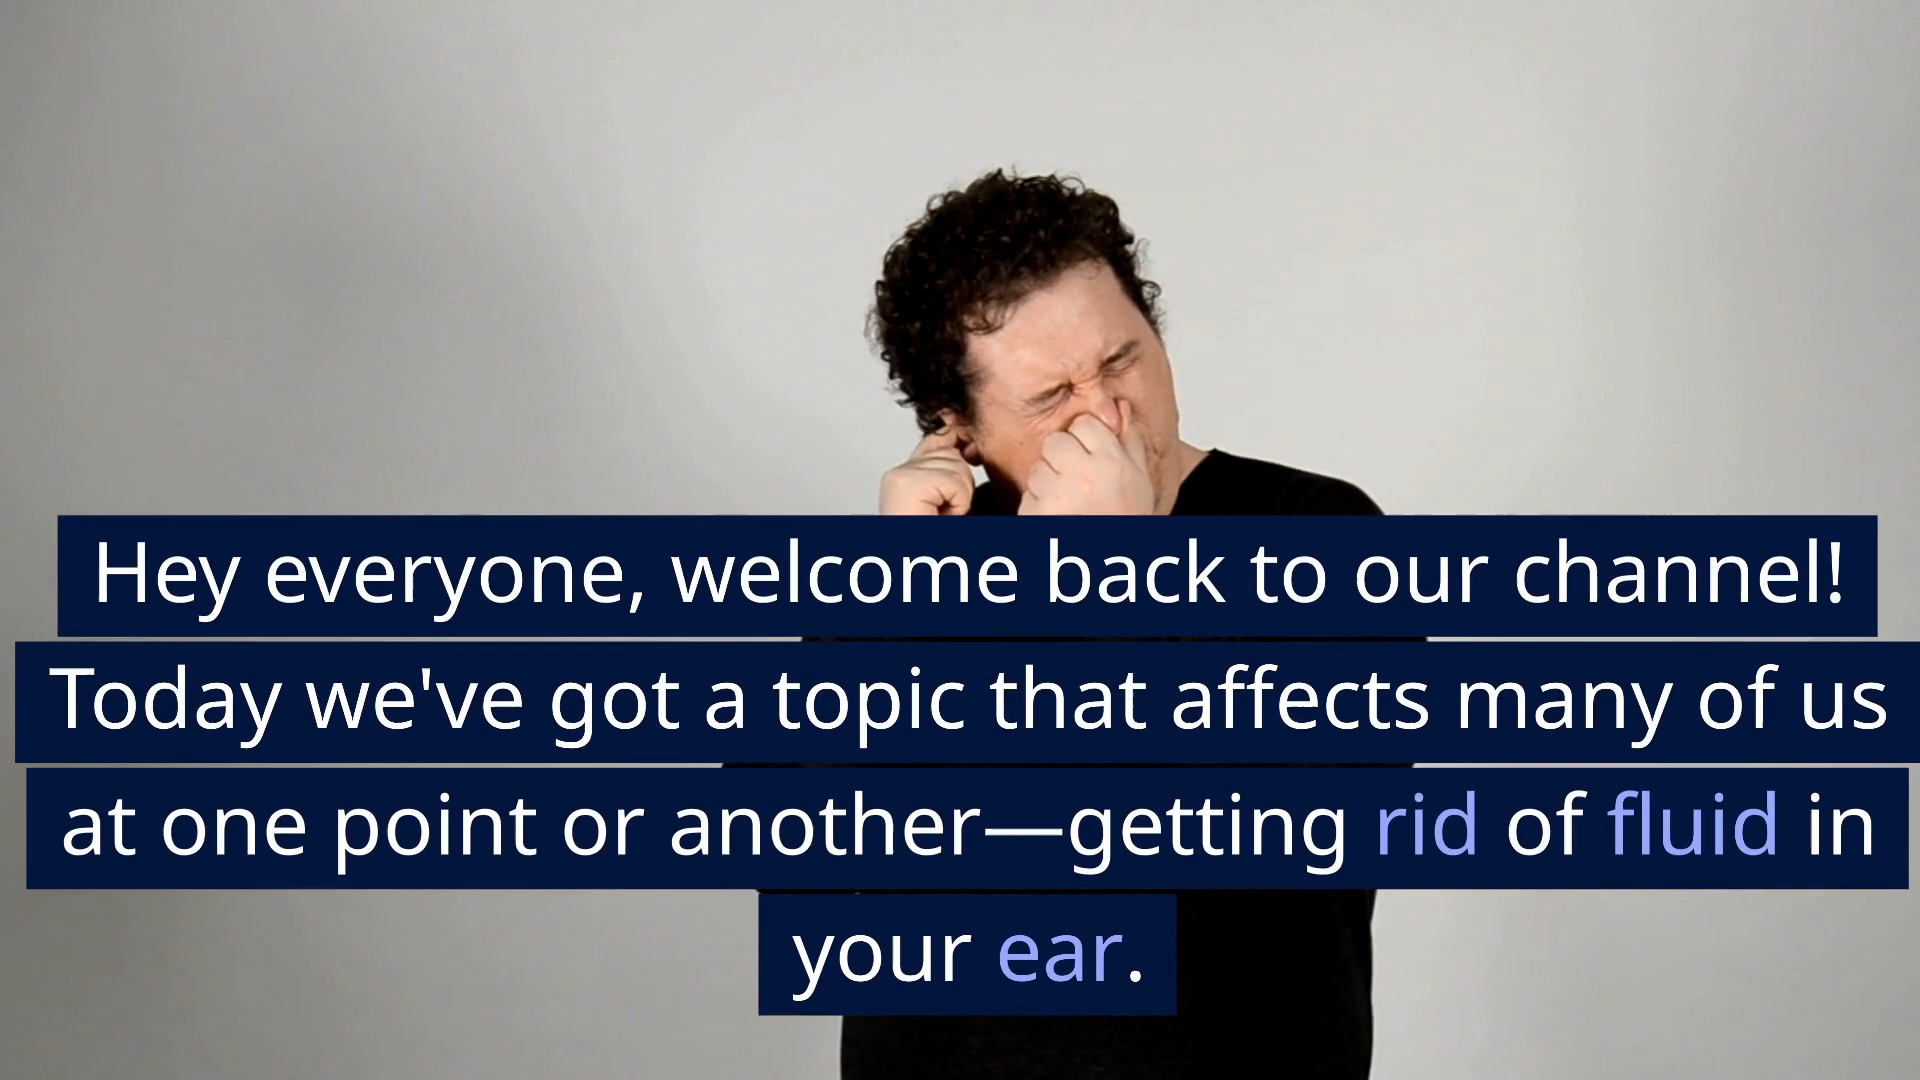 Hey everyone, welcome back to our channel!
Today we've got a topic that affects many of us
at one point or another—getting rid of fluid in
your ear.